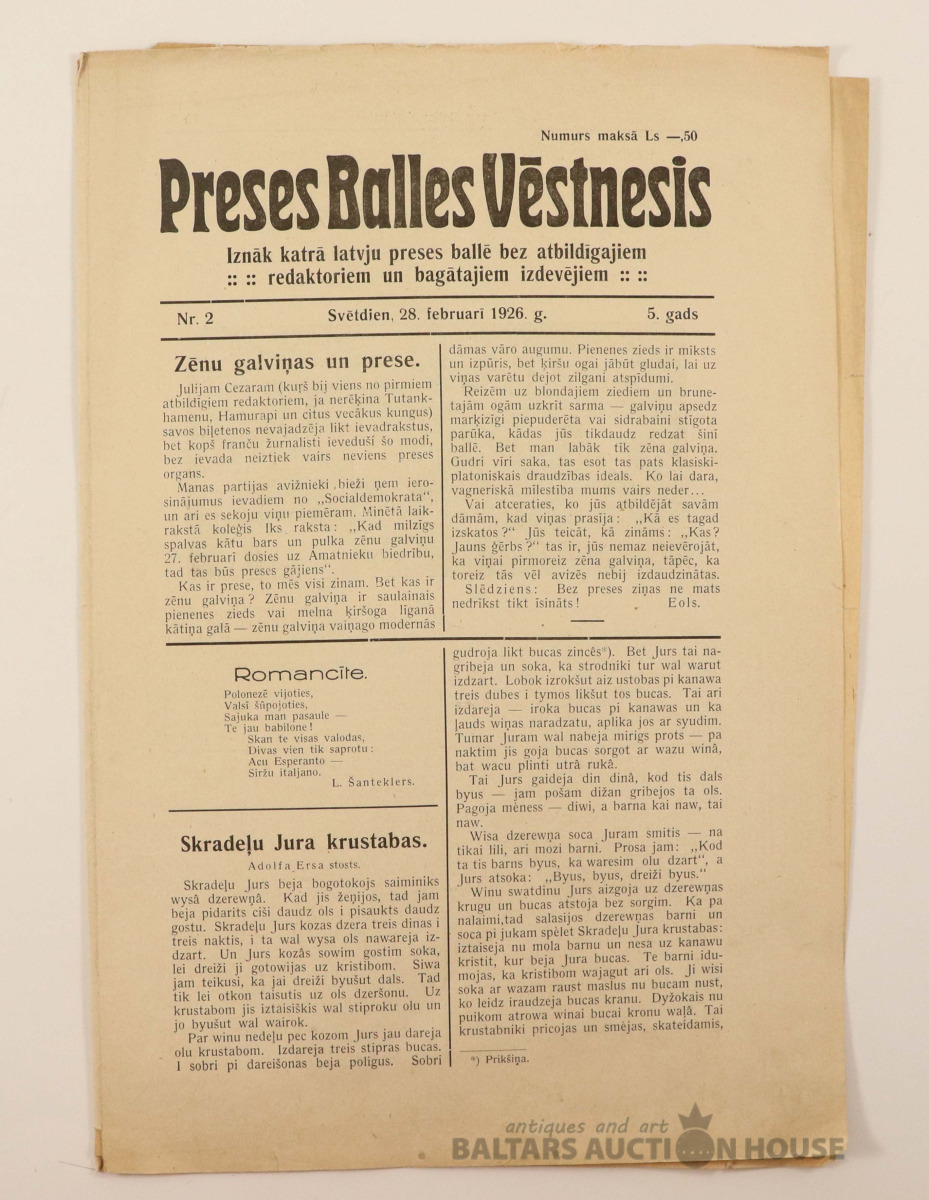 Numurs maksā Ls —,50
Preses Balles Vēstnesis
Iznāk katrā latvju preses ballē bez atbildīgajiem
:: :: redaktoriem un bagātajiem izdevējiem :: ::
Nr. 2
Svētdien, 28. februarī 1926. g.
5. gads
Zēnu galviņas un prese.
Julijam Cezaram (kuŗš bij viens no pirmiem
atbildīgiem redaktoriem, ja nerēķina Tutank-
hamenu, Hamurapi un citus vecākus kungus)
savos biļetenos nevajadzēja likt ievadrakstus,
bet kopš franču žurnalisti ieveduši šo modi,
bez ievada neiztiek vairs neviens preses
organs.
Manas partijas avižnieki bieži ņem iero-
sinājumus ievadiem no „Socialdemokrata“,
un arī es sekoju viņu piemēram. Minētā laik-
rakstā koleģis Iks raksta: „Kad milzīgs
spalvas kātu bars un pulka zēnu galviņu
27. februarī dosies uz Amatnieku biedrību,
tad tas būs preses gājiens“.
Kas ir prese, to mēs visi zinam. Bet kas ir
zēnu galviņa? Zēnu galviņa ir saulainais
pienenes zieds vai melna ķiršoga līganā
kātiņa galā — zēnu galviņa vaiņago modernās
dāmas vāro augumu. Pienenes zieds ir mīksts
un izpūris, bet ķiršu ogai jābūt gludai, lai uz
viņas varētu dejot zilgani atspīdumi.
Reizēm uz blondajiem ziediem un brune-
tajām ogām uzkrīt sarma — galviņu apsedz
marķizīgi piepuderēta vai sidrabaini stīgota
parūka, kādas jūs tikdaudz redzat šinī
ballē. Bet man labāk tīk zēna galviņa.
Gudri vīri saka, tas esot tas pats klasiski-
platoniskais draudzības ideals. Ko lai dara,
vagneriskā mīlestība mums vairs neder...
Vai atceraties, ko jūs atbildējāt savām
dāmām, kad viņas prasīja: „Kā es tagad
izskatos?“ Jūs teicāt, kā zināms: „Kas?
Jauns ģērbs?“ tas ir, jūs nemaz neievērojāt,
ka viņai pirmoreiz zēna galviņa, tāpēc, ka
toreiz tās vēl avizēs nebij izdaudzinātas.
Slēdziens: Bez preses ziņas ne mats
nedrīkst tikt īsināts!
Eols.
Romancīte.
Polonezē vijoties,
Valsī šūpojoties,
Sajuka man pasaule —
Te jau babilone!
Skan te visas valodas,
Divas vien tik saprotu:
Acu Esperanto —
Siržu italjano.
L. Šanteklers.
Skradeļu Jura krustabas.
Adolfa Ersa stosts.
Skradeļu Jurs beja bogotokojs saiminiks
wysā dzerewņā. Kad jis žeņijos, tad jam
beja pidarits ciši daudz ols i pisaukts daudz
gostu. Skradeļu Jurs kozas dzera treis dinas i
treis naktis, i ta wal wysa ols nawareja iz-
dzart. Un Jurs kozās sowim gostim soka,
lei dreiži ji gotowijas uz kristibom. Siwa
jam teikusi, ka jai dreiži byušut dals. Tad
tik lei otkon taisutis uz ols dzeršonu. Uz
krustabom jis iztaisiškis wal stiproku olu un
jo byušut wal wairok.
Par winu nedeļu pec kozom Jurs jau dareja
olu krustabom. Izdareja treis stipras bucas.
I sobri pi dareišonas beja poligus. Sobri
gudroja likt bucas zincēs*). Bet Jurs tai na-
gribeja un soka, ka strodniki tur wal warut
izdzart. Lobok izrokšut aiz ustobas pi kanawa
treis dubes i tymos likšut tos bucas. Tai ari
izdareja — iroka bucas pi kanawas un ka
ļauds wiņas naradzatu, aplika jos ar syudim.
Tumar Juram wal nabeja mirigs prots — pa
naktim jis goja bucas sorgot ar wazu winā,
bat wacu plinti utrā rukā.
Tai Jurs gaideja din dinā, kod tis dals
byus — jam pošam dižan gribejos ta ols.
Pagoja mēness — diwi, a barna kai naw, tai
naw.
Wisa dzerewņa soca Juram smitis — na
tikai lili, ari mozi barni. Prosa jam: „Kod
ta tis barns byus, ka waresim olu dzart“, a
Jurs atsoka: „Byus, byus, dreiži byus.“
Winu swatdinu Jurs aizgoja uz dzerewņas
krugu un bucas atstoja bez sorgim. Ka pa
nalaimi,tad salasijos dzerewņas barni un
soca pi jukam spēlet Skradeļu Jura krustabas:
iztaiseja nu mola barnu un nesa uz kanawu
kristit, kur beja Jura bucas. Te barni idu-
mojas, ka kristibom wajagut ari ols. Ji wisi
soka ar wazam raust maslus nu bucam nust,
ko leidz iraudzeja bucas kranu. Dyžokais nu
puikom atrowa winai bucai kronu waļā. Tai
krustabniki pricojas un smējas, skateidamis,
*) Prikšiņa.
antiques and art
BALTARS AUCTION HOUSE